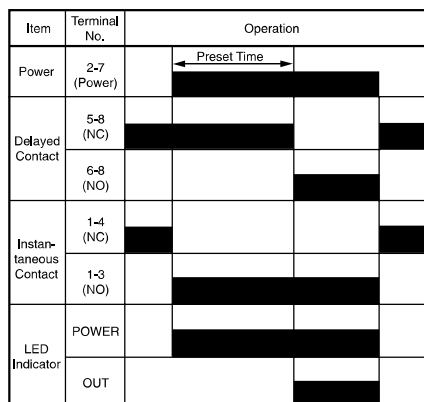 Item
Terminal
No.
Operation
Power
2-7
(Power)
Preset Time
Delayed
Contact
5-8
(NC)
6-8
(NO)
Instan-
taneous
Contact
1-4
(NC)
1-3
(NO)
LED
Indicator
POWER
OUT